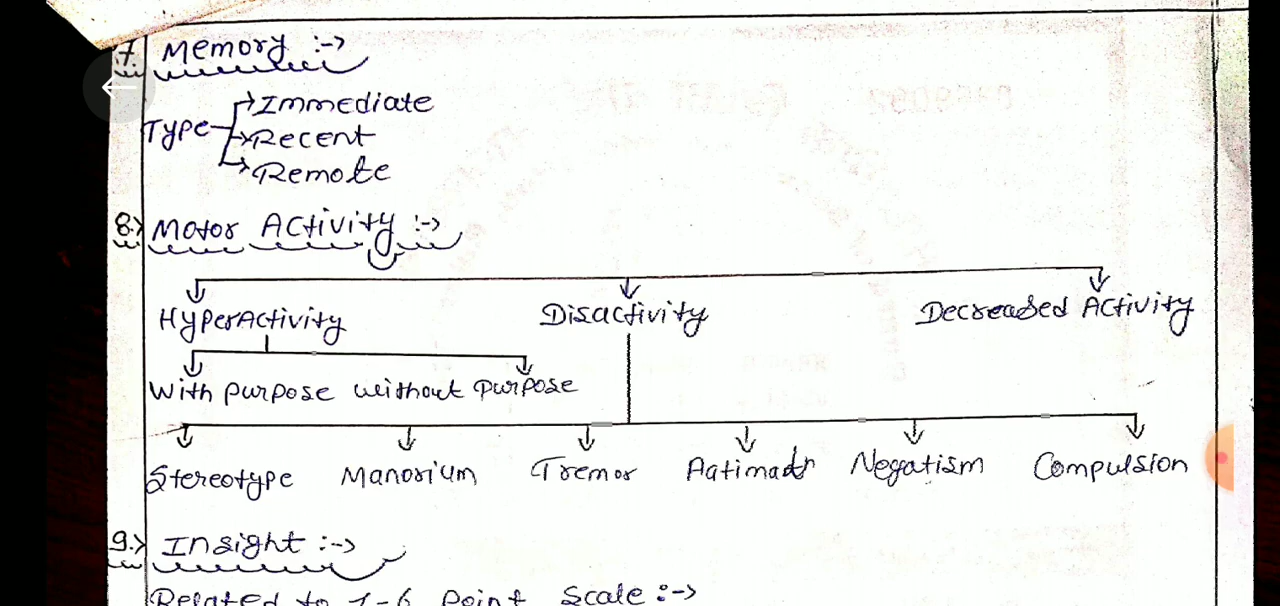 7. Memory :->
Type → Immediate
→ Recent
→ Remote
8.> Motor Activity :->
HyperActivity Disactivity Decreased Activity
With purpose without purpose
Stereotype Manorium Tremor Negatism Compulsion
9.> Insight :->
Related to 1-6 Point Scale :->